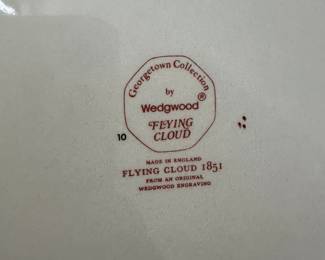 Georgetown Collection ®
by
Wedgwood
FLYING
CLOUD
10
MADE IN ENGLAND
FLYING CLOUD 1851
FROM AN ORIGINAL
WEDGWOOD ENGRAVING